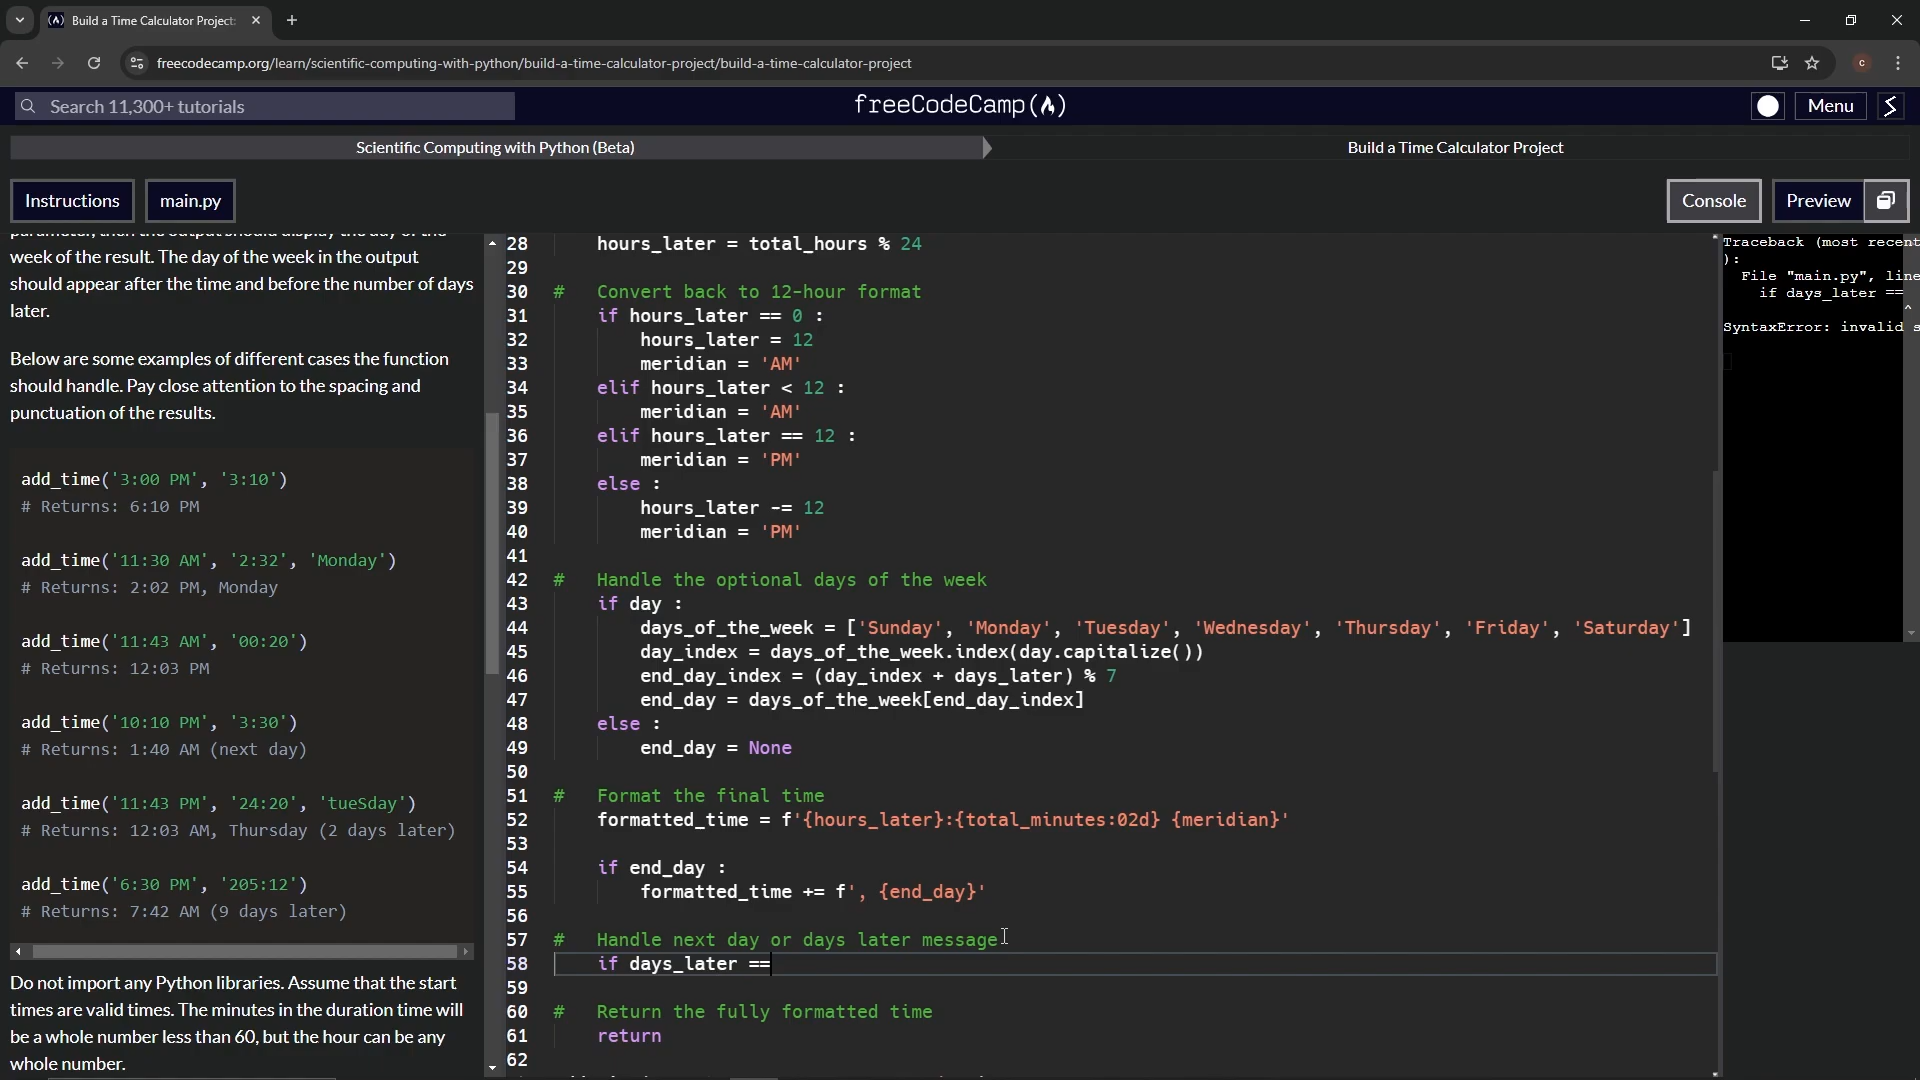 Build a Time Calculator Project:
freecodecamp.org/learn/scientific-computing-with-python/build-a-time-calculator-project/build-a-time-calculator-project
c
Search 11,300+ tutorials
freeCodeCamp(🔥)
Menu
Scientific Computing with Python (Beta)
Build a Time Calculator Project
Instructions
main.py
Console
Preview
week of the result. The day of the week in the output
should appear after the time and before the number of days
later.
Below are some examples of different cases the function
should handle. Pay close attention to the spacing and
punctuation of the results.
add_time('3:00 PM', '3:10')
# Returns: 6:10 PM
add_time('11:30 AM', '2:32', 'Monday')
# Returns: 2:02 PM, Monday
add_time('11:43 AM', '00:20')
# Returns: 12:03 PM
add_time('10:10 PM', '3:30')
# Returns: 1:40 AM (next day)
add_time('11:43 PM', '24:20', 'tueSday')
# Returns: 12:03 AM, Thursday (2 days later)
add_time('6:30 PM', '205:12')
# Returns: 7:42 AM (9 days later)
Do not import any Python libraries. Assume that the start
times are valid times. The minutes in the duration time will
be a whole number less than 60, but the hour can be any
whole number.
28 hours_later = total_hours % 24
29
30 # Convert back to 12-hour format
31 if hours_later == 0 :
32 hours_later = 12
33 meridian = 'AM'
34 elif hours_later < 12 :
35 meridian = 'AM'
36 elif hours_later == 12 :
37 meridian = 'PM'
38 else :
39 hours_later -= 12
40 meridian = 'PM'
41
42 # Handle the optional days of the week
43 if day :
44 days_of_the_week = ['Sunday', 'Monday', 'Tuesday', 'Wednesday', 'Thursday', 'Friday', 'Saturday']
45 day_index = days_of_the_week.index(day.capitalize())
46 end_day_index = (day_index + days_later) % 7
47 end_day = days_of_the_week[end_day_index]
48 else :
49 end_day = None
50
51 # Format the final time
52 formatted_time = f'{hours_later}:{total_minutes:02d} {meridian}'
53
54 if end_day :
55 formatted_time += f', {end_day}'
56
57 # Handle next day or days later message
58 if days_later ==
59
60 # Return the fully formatted time
61 return
62
Traceback (most recent
):
File "main.py", line
if days_later ==
^
SyntaxError: invalid s